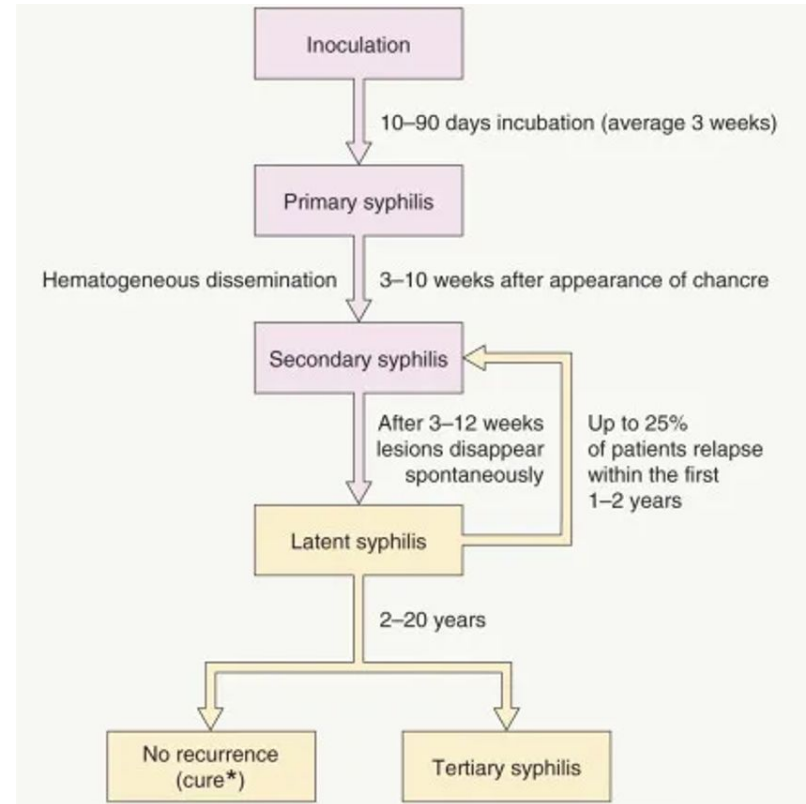 Inoculation
10–90 days incubation (average 3 weeks)
Primary syphilis
Hematogeneous dissemination
3–10 weeks after appearance of chancre
Secondary syphilis
After 3–12 weeks
lesions disappear
spontaneously
Up to 25%
of patients relapse
within the first
1–2 years
Latent syphilis
2–20 years
No recurrence
(cure*)
Tertiary syphilis